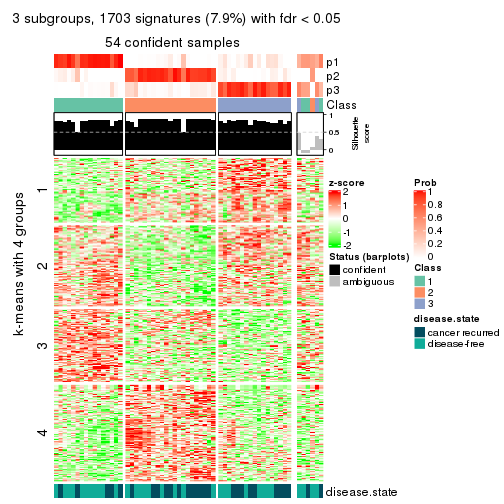 3 subgroups, 1703 signatures (7.9%) with fdr < 0.05
54 confident samples
p1
p2
p3
Class
1
0.5
0
Silhouette
score
k-means with 4 groups
1
2
3
4
disease.state
z-score
2
1
0
-1
-2
Status (barplots)
confident
ambiguous
Prob
1
0.8
0.6
0.4
0.2
0
Class
1
2
3
disease.state
cancer recurred
disease-free